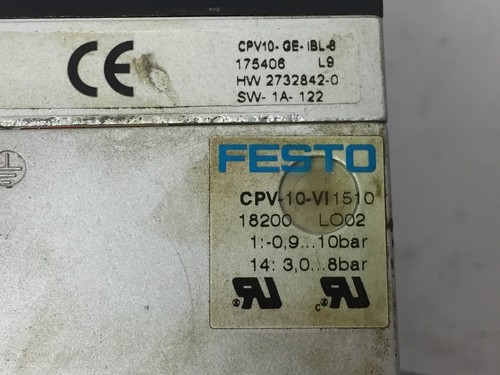 CE
CPV10-GE-IBL-8
175406 L9
HW 2732842-0
SW-1A-122
FESTO
CPV-10-VI 1510
18200 LO02
1:-0,9...10bar
14: 3,0...8bar